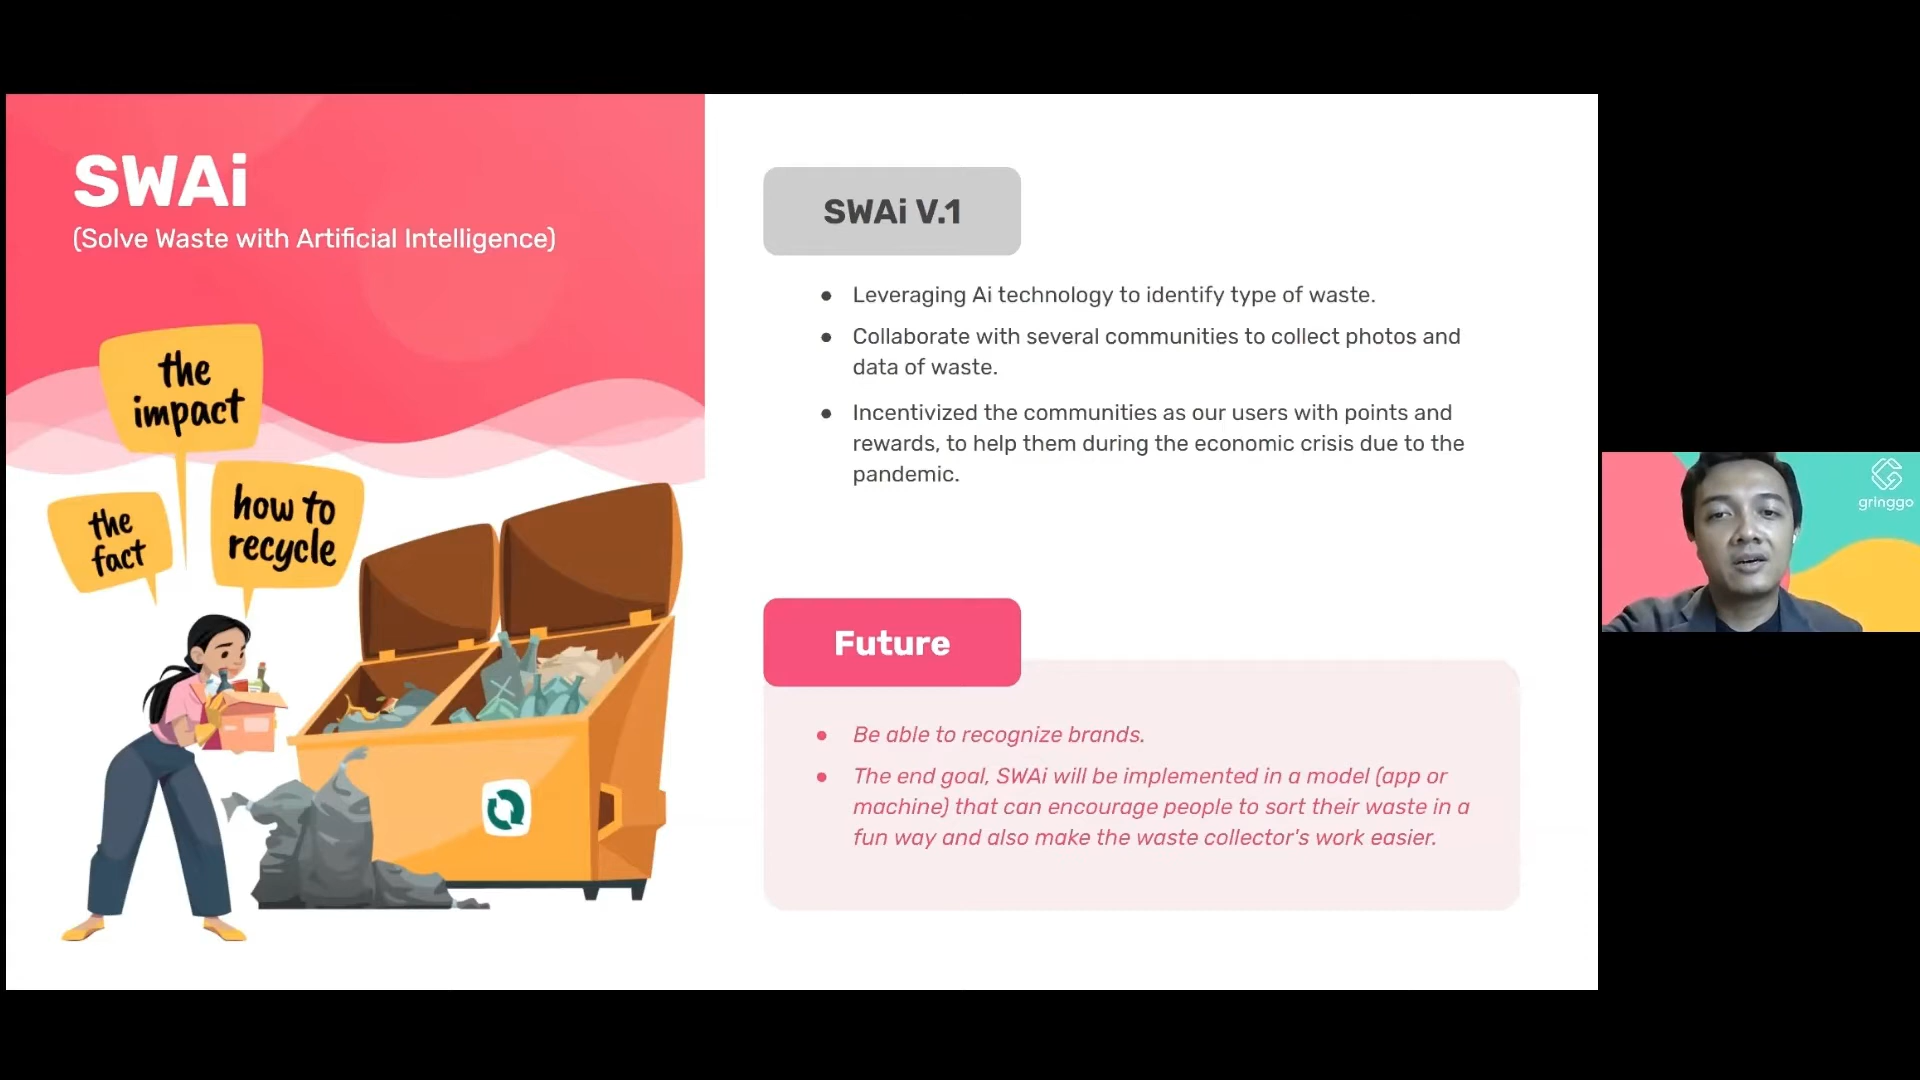 SWAi
(Solve Waste with Artificial Intelligence)
the
impact
the
fact
how to
recycle
SWAi V.1
● Leveraging Ai technology to identify type of waste.
● Collaborate with several communities to collect photos and
data of waste.
● Incentivized the communities as our users with points and
rewards, to help them during the economic crisis due to the
pandemic.
Future
● Be able to recognize brands.
● The end goal, SWAi will be implemented in a model (app or
machine) that can encourage people to sort their waste in a
fun way and also make the waste collector's work easier.
gringgo